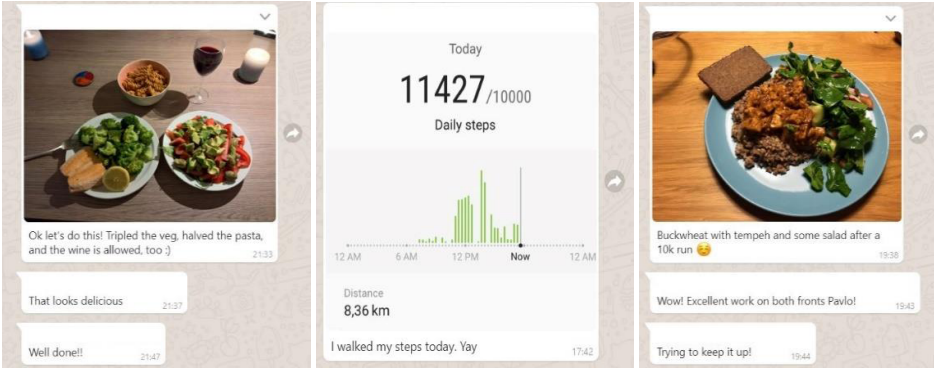 Ok let's do this! Tripled the veg, halved the pasta,
and the wine is allowed, too :)
21:33
That looks delicious
21:37
Well done!!
21:47
Today
11427/10000
Daily steps
12 AM 6 AM 12 PM Now 12 AM
Distance
8,36 km
I walked my steps today. Yay
17:42
Buckwheat with tempeh and some salad after a
10k run ☺️
19:38
Wow! Excellent work on both fronts Pavlo!
19:43
Trying to keep it up!
19:44